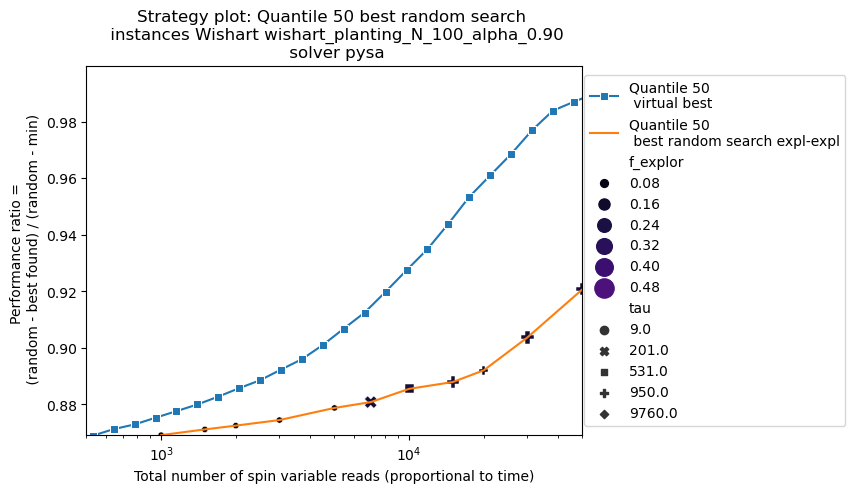 Strategy plot: Quantile 50 best random search
instances Wishart wishart_planting_N_100_alpha_0.90
solver pysa
Performance ratio =
(random - best found) / (random - min)
0.98
0.96
0.94
0.92
0.90
0.88
10^3
10^4
Total number of spin variable reads (proportional to time)
Quantile 50
virtual best
Quantile 50
best random search expl-expl
f_explor
0.08
0.16
0.24
0.32
0.40
0.48
tau
9.0
201.0
531.0
950.0
9760.0